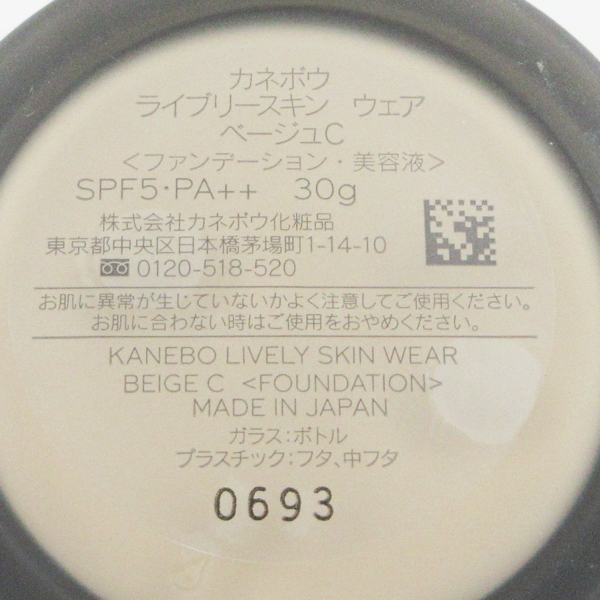 カネボウ
ライブリースキン　ウェア
ベージュC
＜ファンデーション・美容液＞
SPF5・PA++　30g
株式会社カネボウ化粧品
東京都中央区日本橋茅場町1-14-10
0120-518-520
お肌に異常が生じていないかよく注意してご使用ください。
お肌に合わない時はご使用をおやめください。
KANEBO LIVELY SKIN WEAR
BEIGE C <FOUNDATION>
MADE IN JAPAN
ガラス：ボトル
プラスチック：フタ、中フタ
0693